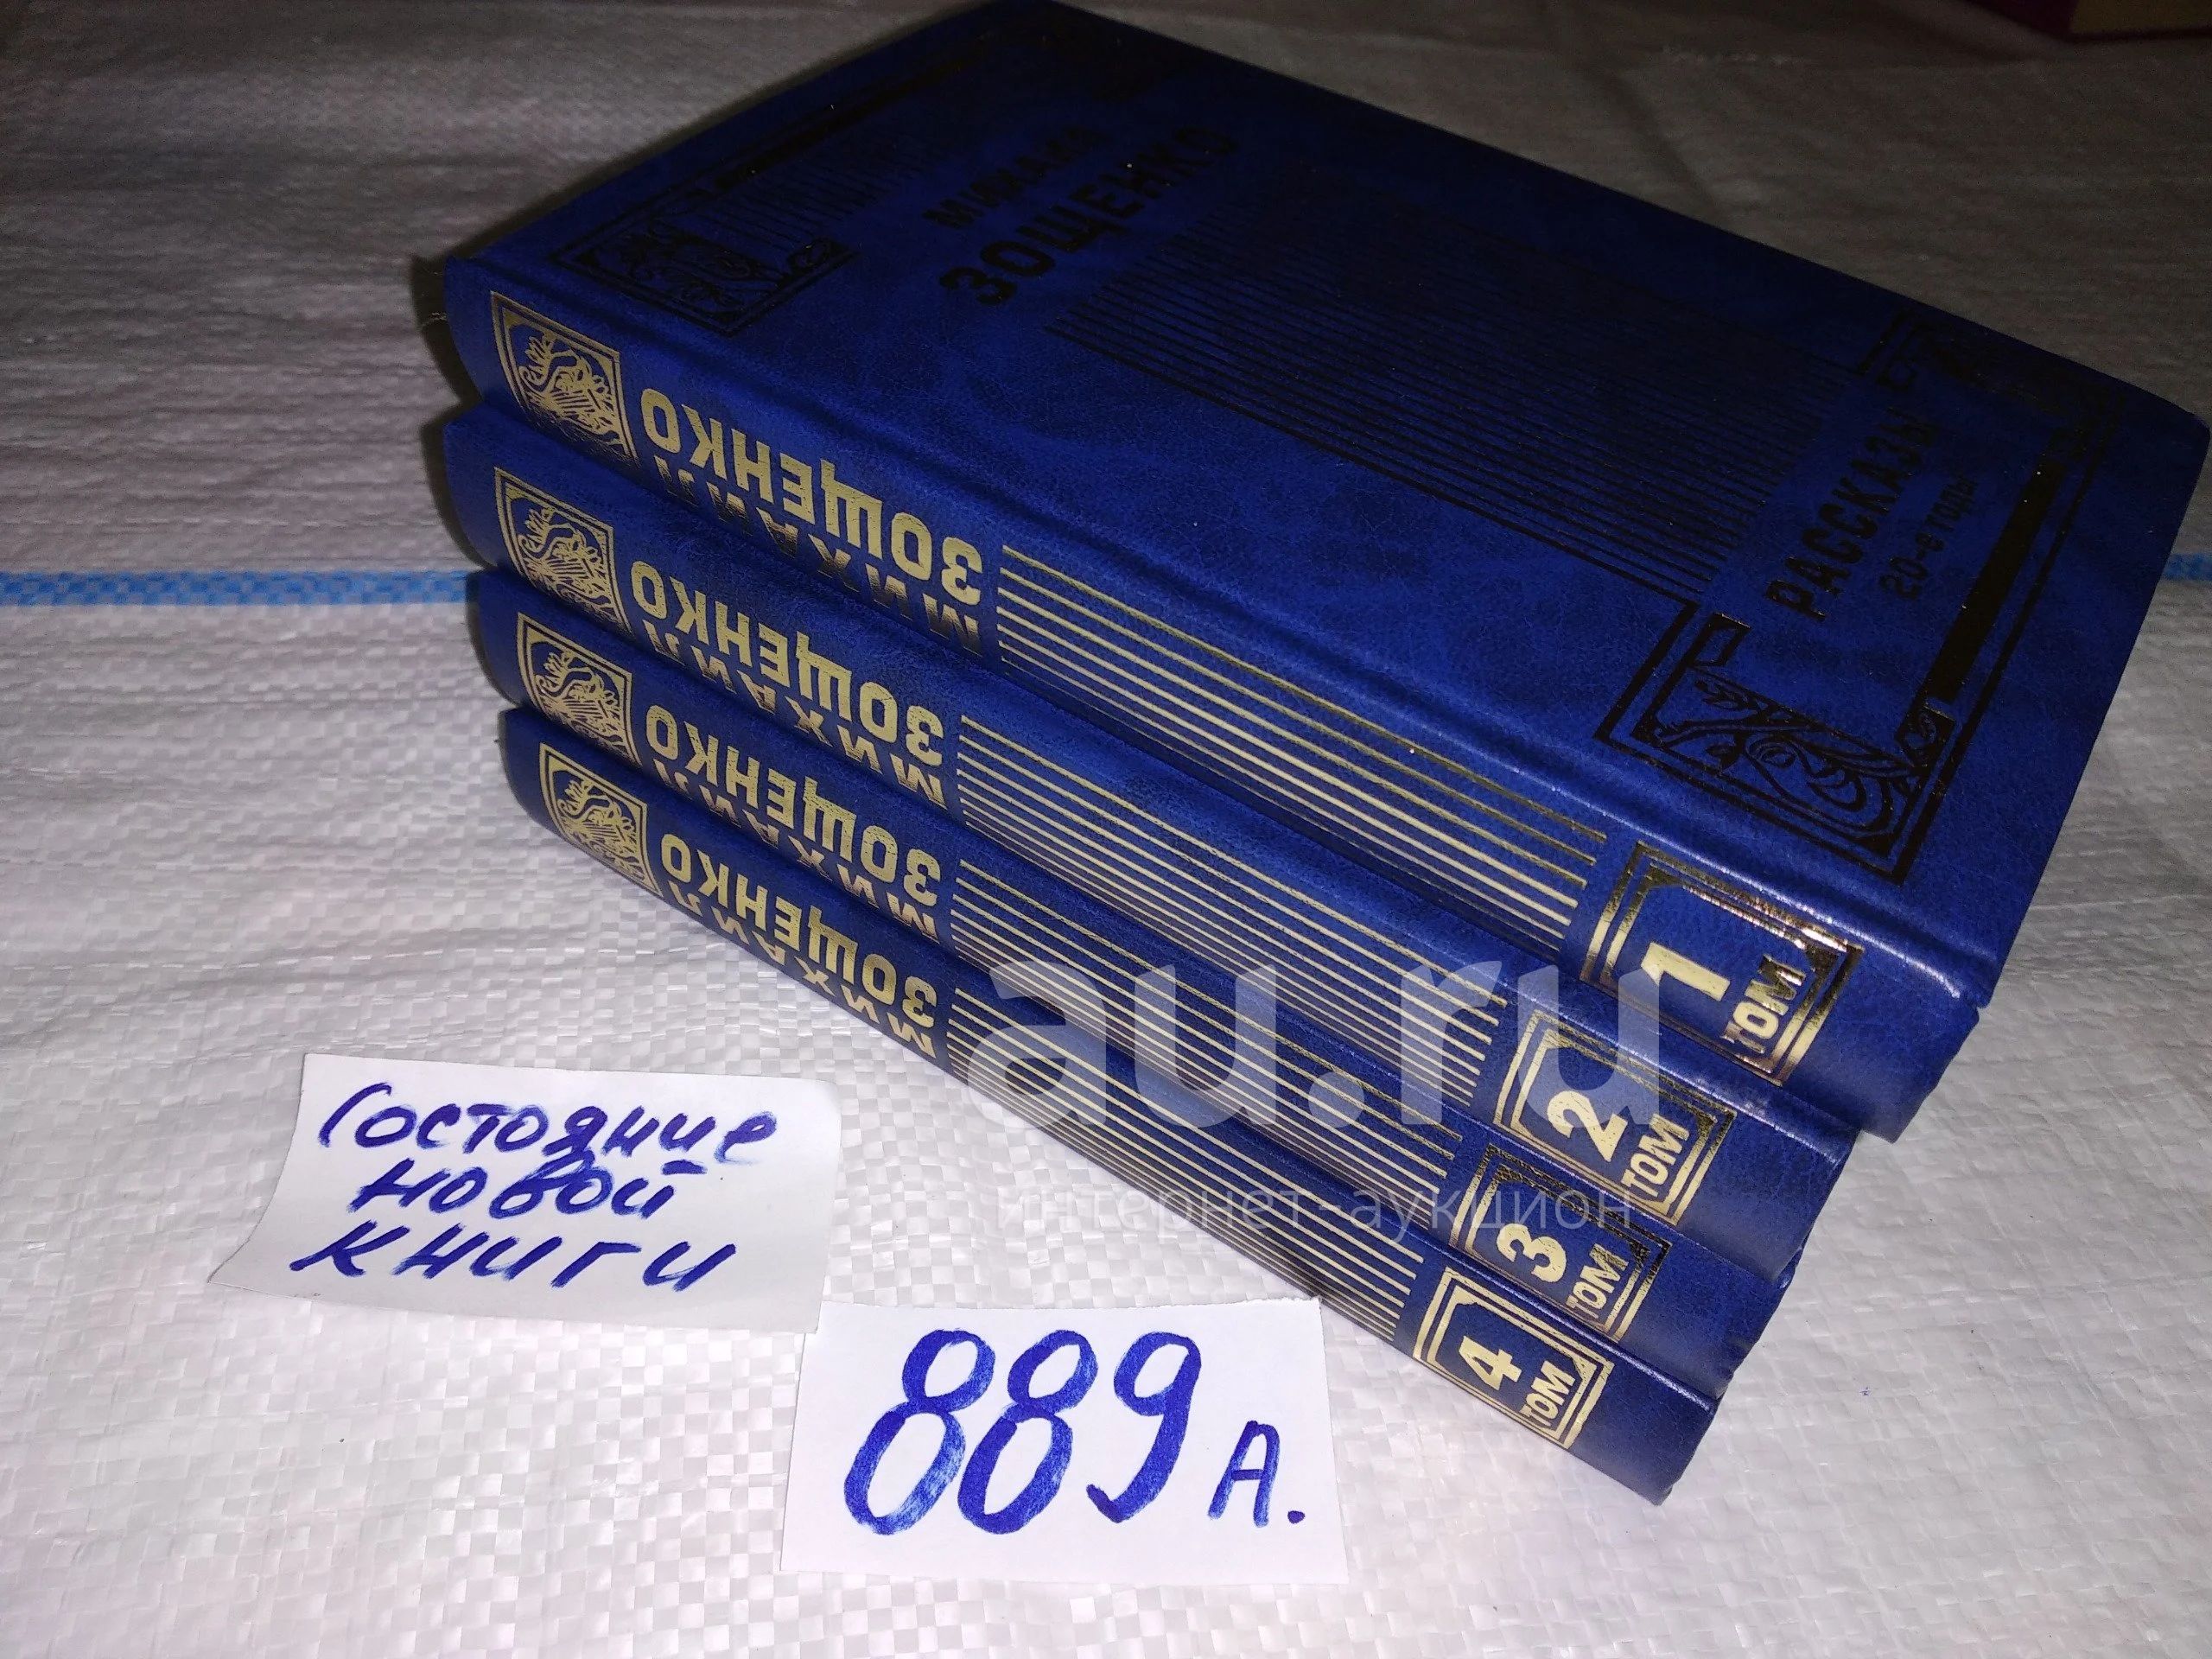 МИХАИЛ
ЗОЩЕНКО
РАССКАЗЫ
20-е годы
МИХАИЛ
ЗОЩЕНКО
1
ТОМ
МИХАИЛ
ЗОЩЕНКО
2
ТОМ
МИХАИЛ
ЗОЩЕНКО
3
ТОМ
МИХАИЛ
ЗОЩЕНКО
4
ТОМ
au.ru
интернет-аукцион
Состояние
новой
книги
889 А.